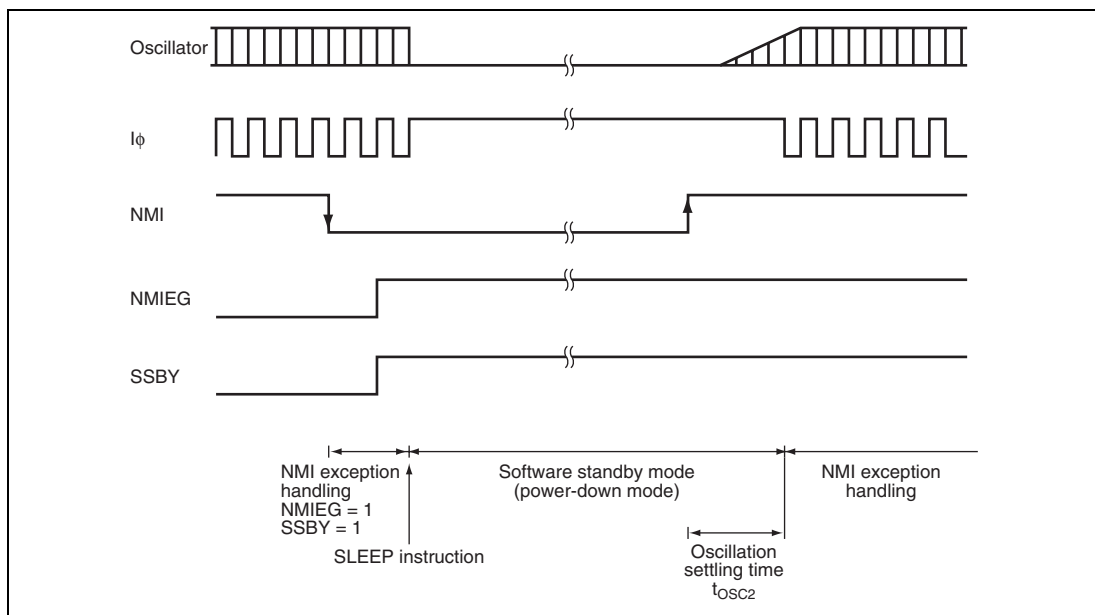 Oscillator
Iφ
NMI
NMIEG
SSBY
NMI exception
handling
NMIEG = 1
SSBY = 1
Software standby mode
(power-down mode)
NMI exception
handling
SLEEP instruction
Oscillation
settling time
tOSC2